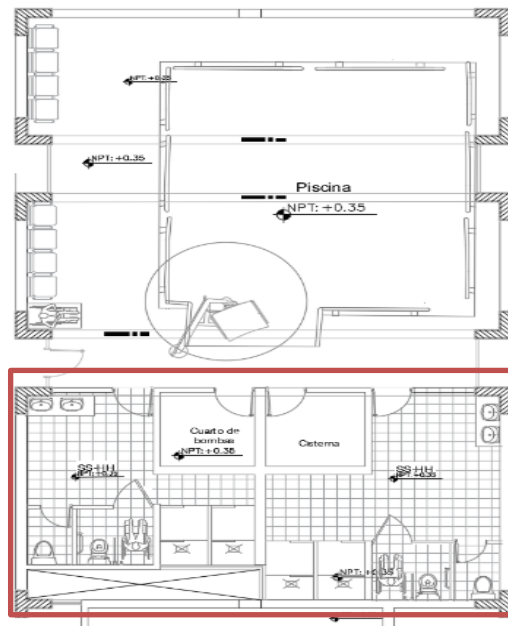 NPT: +0.35
NPT: +0.35
Piscina
NPT: +0.35
Cuarto de
bombas
NPT: +0.35
Cisterna
SS-HH
SS-HH
NPT: +0.35